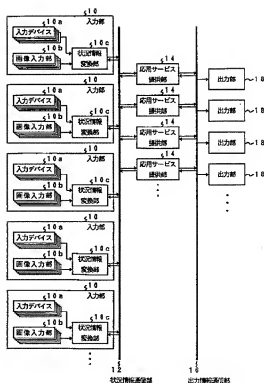 10
10a
入力部
入力デバイス
10b
10c
画像入力部
状況情報
変換部
10
10a
入力部
入力デバイス
10b
10c
画像入力部
状況情報
変換部
10
10a
入力部
入力デバイス
10b
10c
画像入力部
状況情報
変換部
10
10a
入力部
入力デバイス
10b
10c
画像入力部
状況情報
変換部
10
10a
入力部
入力デバイス
10b
10c
画像入力部
状況情報
変換部
14
応用サービス
提供部
出力部
18
14
応用サービス
提供部
出力部
18
14
応用サービス
提供部
出力部
18
14
応用サービス
提供部
出力部
18
12
状況情報通信部
16
出力情報通信部